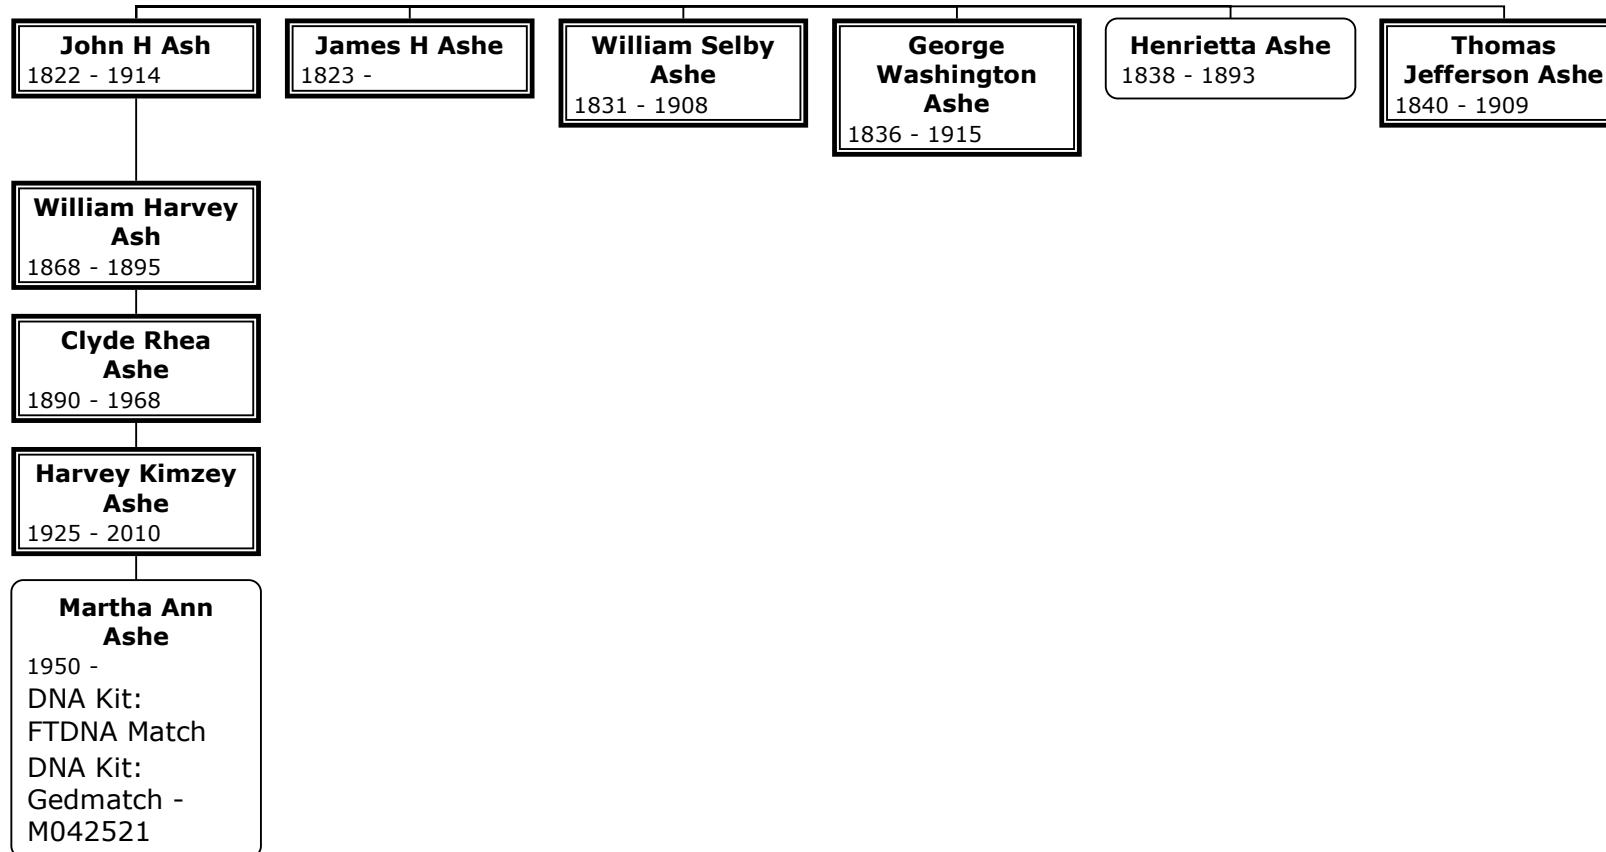 John H Ash
1822 - 1914
James H Ashe
1823 -
William Selby
Ashe
1831 - 1908
George
Washington
Ashe
1836 - 1915
Henrietta Ashe
1838 - 1893
Thomas
Jefferson Ashe
1840 - 1909
William Harvey
Ash
1868 - 1895
Clyde Rhea
Ashe
1890 - 1968
Harvey Kimzey
Ashe
1925 - 2010
Martha Ann
Ashe
1950 -
DNA Kit:
FTDNA Match
DNA Kit:
Gedmatch -
M042521